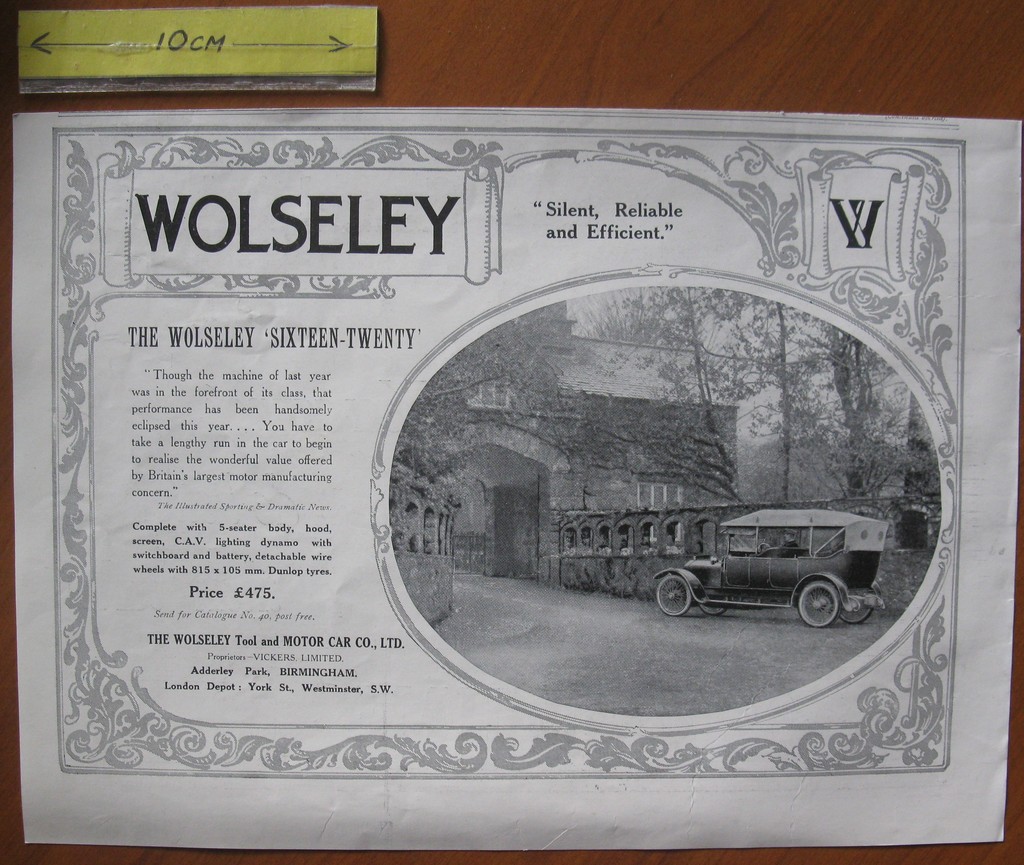 10CM
WOLSELEY
"Silent, Reliable
and Efficient."
W
THE WOLSELEY 'SIXTEEN-TWENTY'
"Though the machine of last year
was in the forefront of its class, that
performance has been handsomely
eclipsed this year.... You have to
take a lengthy run in the car to begin
to realise the wonderful value offered
by Britain's largest motor manufacturing
concern."
The Illustrated Sporting & Dramatic News.
Complete with 5-seater body, hood,
screen, C.A.V. lighting dynamo with
switchboard and battery, detachable wire
wheels with 815 x 105 mm. Dunlop tyres.
Price £475.
Send for Catalogue No. 40, post free.
THE WOLSELEY Tool and MOTOR CAR CO., LTD.
Proprietors—VICKERS, LIMITED.
Adderley Park, BIRMINGHAM.
London Depot: York St., Westminster, S.W.